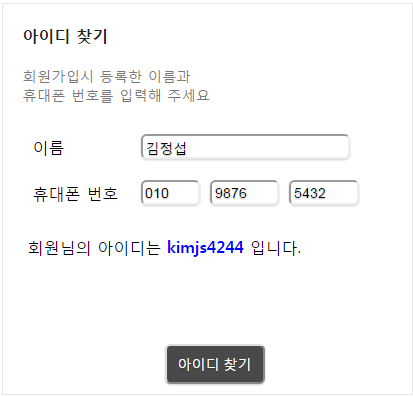 아이디 찾기
회원가입시 등록한 이름과
휴대폰 번호를 입력해 주세요
이름 김정섭
휴대폰 번호 010 9876 5432
회원님의 아이디는 kimjs4244 입니다.
아이디 찾기